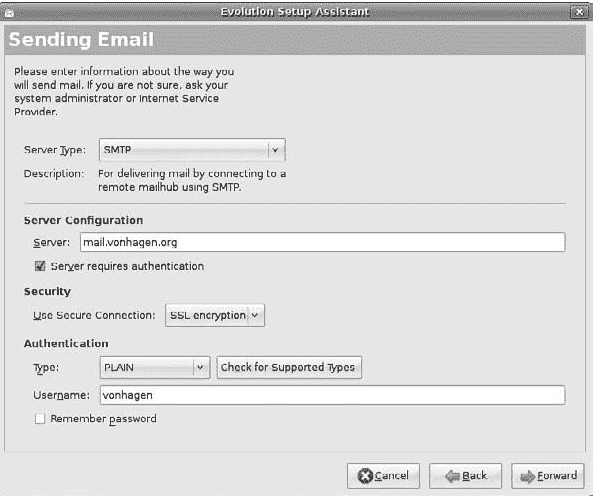 Evolution Setup Assistant
Sending Email
Please enter information about the way you
will send mail. If you are not sure, ask your
system administrator or Internet Service
Provider.
Server Type: SMTP
Description: For delivering mail by connecting to a
remote mailhub using SMTP.
Server Configuration
Server: mail.vonhagen.org
Server requires authentication
Security
Use Secure Connection: SSL encryption
Authentication
Type: PLAIN Check for Supported Types
Username: vonhagen
Remember password
Cancel Back Forward